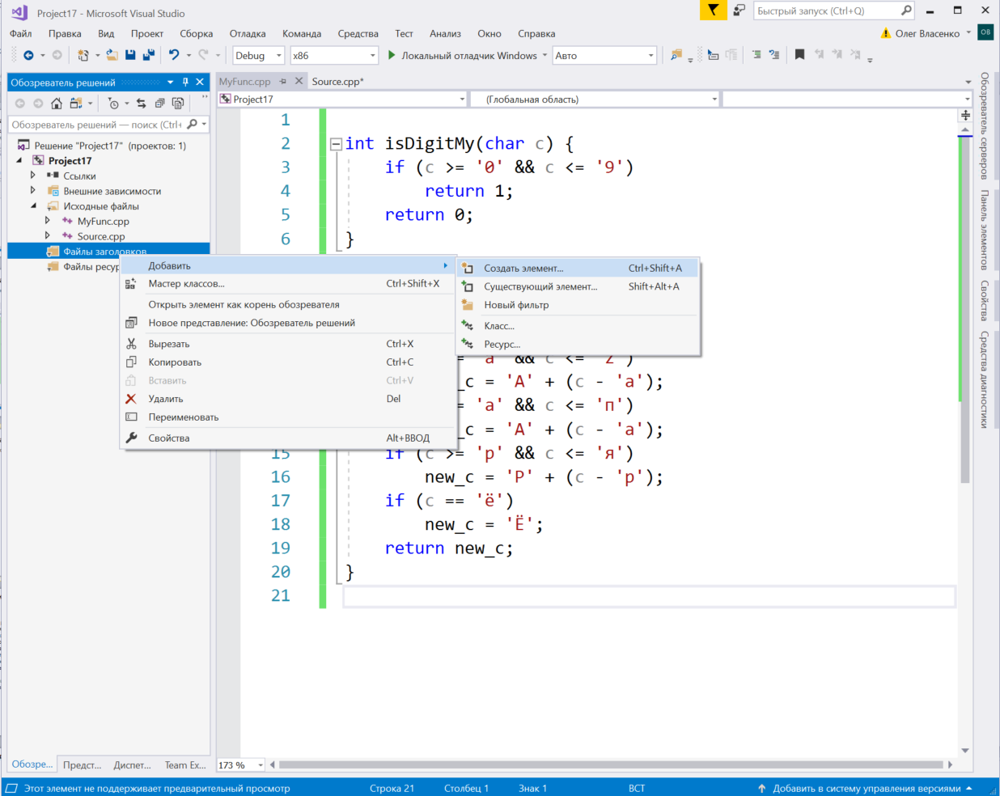 Project17 - Microsoft Visual Studio
Быстрый запуск (Ctrl+Q)
Файл Правка Вид Проект Сборка Отладка Команда Средства Тест Анализ Окно Справка
Олег Власенко ОВ
Debug x86 Локальный отладчик Windows Авто
Обозреватель решений
MyFunc.cpp Source.cpp*
Project17 (Глобальная область)
Обозреватель решений — поиск (Ctrl+
Решение "Project17" (проектов: 1)
Project17
Ссылки
Внешние зависимости
Исходные файлы
MyFunc.cpp
Source.cpp
Файлы заголовков
Файлы ресур
Добавить
Мастер классов... Ctrl+Shift+X
Открыть элемент как корень обозревателя
Новое представление: Обозреватель решений
Вырезать Ctrl+X
Копировать Ctrl+C
Вставить Ctrl+V
Удалить Del
Переименовать
Свойства Alt+ВВОД
Создать элемент... Ctrl+Shift+A
Существующий элемент... Shift+Alt+A
Новый фильтр
Класс...
Ресурс...
1
2 int isDigitMy(char c) {
3 if (c >= '0' && c <= '9')
4 return 1;
5 return 0;
6 }
= 'a' && c <= 'z')
_c = 'A' + (c - 'a');
= 'а' && c <= 'п')
_c = 'А' + (c - 'а');
15 if (c >= 'р' && c <= 'я')
16 new_c = 'Р' + (c - 'р');
17 if (c == 'ё')
18 new_c = 'Ё';
19 return new_c;
20 }
21
Обозреватель серверов
Панель элементов
Свойства
Средства диагностики
Обозре... Предст... Диспет... Team Ex...
173 %
Этот элемент не поддерживает предварительный просмотр Строка 21 Столбец 1 Знак 1 ВСТ Добавить в систему управления версиями